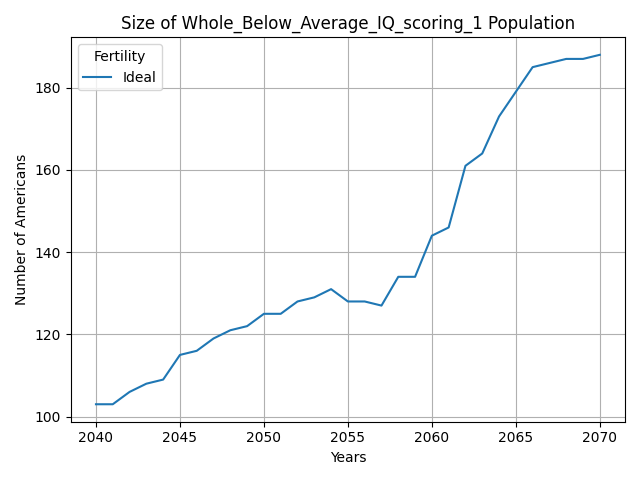 Size of Whole_Below_Average_IQ_scoring_1 Population
Fertility
Ideal
Number of Americans
180
160
140
120
100
2040 2045 2050 2055 2060 2065 2070
Years